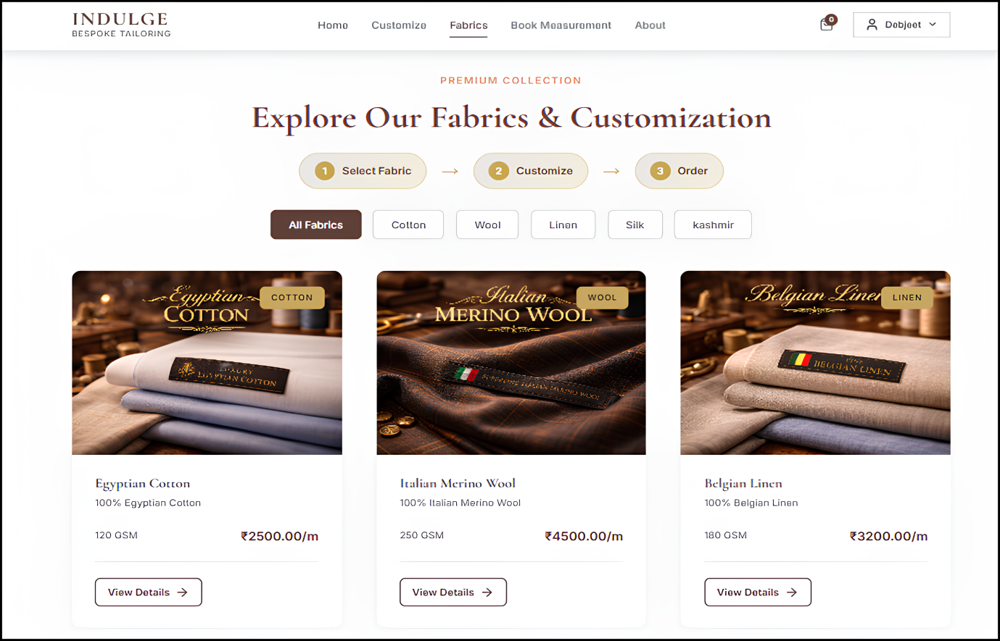 INDULGE
BESPOKE TAILORING
Home
Customize
Fabrics
Book Measurement
About
0
Debjeet
PREMIUM COLLECTION
Explore Our Fabrics & Customization
1 Select Fabric → 2 Customize → 3 Order
All Fabrics
Cotton
Wool
Linen
Silk
kashmir
Egyptian
COTTON
COTTON
LUXURY
EGYPTIAN COTTON
Egyptian Cotton
100% Egyptian Cotton
120 GSM
₹2500.00/m
View Details →
Italian
MERINO WOOL
WOOL
ITALIAN MERINO WOOL
Italian Merino Wool
100% Italian Merino Wool
250 GSM
₹4500.00/m
View Details →
Belgian Linen
LINEN
BELGIAN LINEN
Belgian Linen
100% Belgian Linen
180 GSM
₹3200.00/m
View Details →